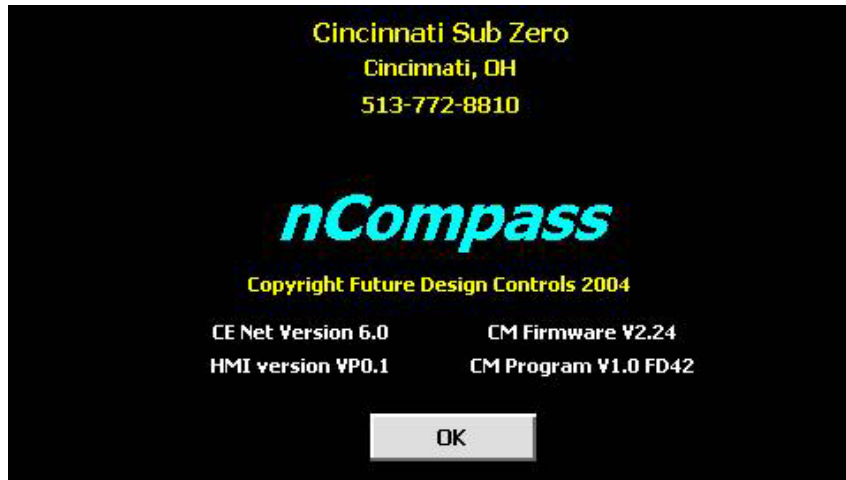 Cincinnati Sub Zero
Cincinnati, OH
513-772-8810
nCompass
Copyright Future Design Controls 2004
CE Net Version 6.0 CM Firmware V2.24
HMI version VP0.1 CM Program V1.0 FD42
OK